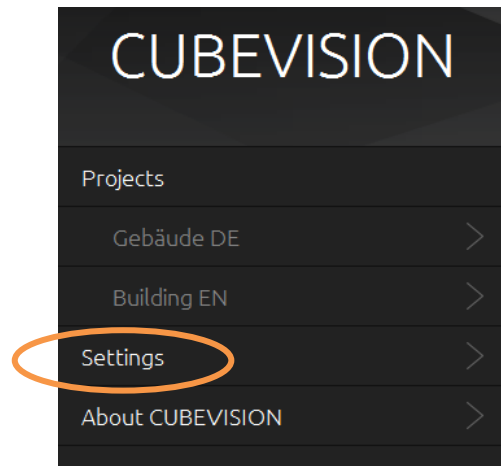 CUBEVISION
Projects
Gebäude DE
Building EN
Settings
About CUBEVISION